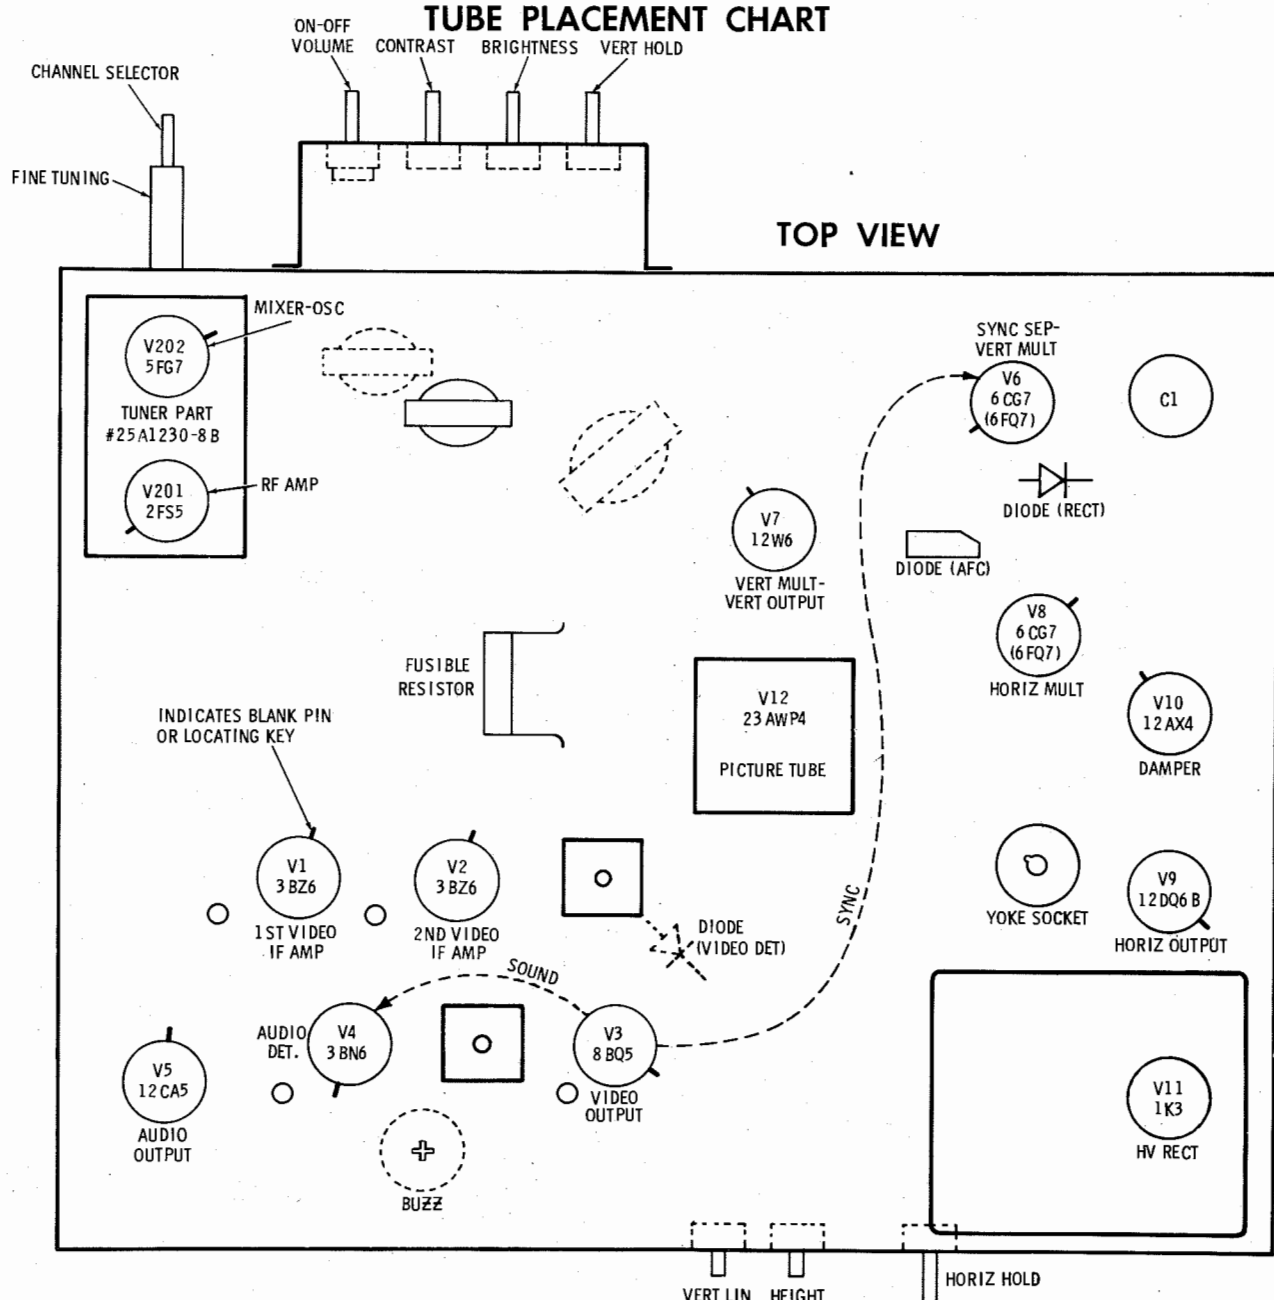 TUBE PLACEMENT CHART
ON-OFF
VOLUME
CONTRAST
BRIGHTNESS
VERT HOLD
CHANNEL SELECTOR
FINE TUNING
TOP VIEW
MIXER-OSC
V202
5FG7
TUNER PART
#25A1230-8B
V201
2FS5
RF AMP
SYNC SEP-
VERT MULT
V6
6CG7
(6FQ7)
C1
DIODE (RECT)
V7
12W6
VERT MULT-
VERT OUTPUT
DIODE (AFC)
V8
6CG7
(6FQ7)
HORIZ MULT
FUSIBLE
RESISTOR
V12
23AWP4
PICTURE TUBE
V10
12AX4
DAMPER
INDICATES BLANK PIN
OR LOCATING KEY
V1
3BZ6
1ST VIDEO
IF AMP
V2
3BZ6
2ND VIDEO
IF AMP
DIODE
(VIDEO DET)
SYNC
YOKE SOCKET
V9
12DQ6B
HORIZ OUTPUT
SOUND
AUDIO
DET.
V4
3BN6
V3
8BQ5
VIDEO
OUTPUT
V5
12CA5
AUDIO
OUTPUT
BUZZ
V11
1K3
HV RECT
VERT LIN
HEIGHT
HORIZ HOLD